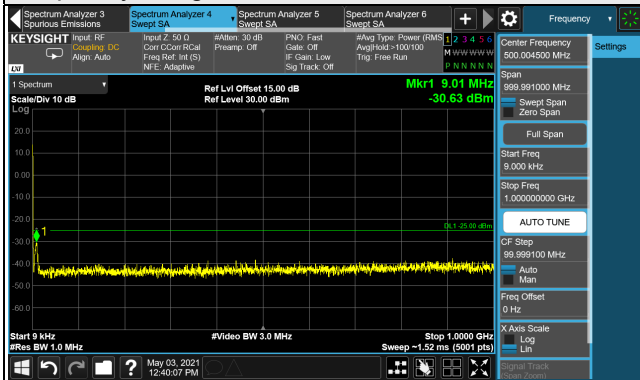 Spectrum Analyzer 3
Spurious Emissions
Spectrum Analyzer 4
Swept SA
Spectrum Analyzer 5
Swept SA
Spectrum Analyzer 6
Swept SA
+
Frequency
KEYSIGHT
LXI
Input: RF
Coupling: DC
Align: Auto
Input Z: 50 Ω
Corr CCorr RCal
Freq Ref: Int (S)
NFE: Adaptive
#Atten: 30 dB
Preamp: Off
PNO: Fast
Gate: Off
IF Gain: Low
Sig Track: Off
#Avg Type: Power (RMS
Avg|Hold:>100/100
Trig: Free Run
1 2 3 4 5 6
M W W W W W
P N N N N N
1 Spectrum
Scale/Div 10 dB
Log
Ref Lvl Offset 15.00 dB
Ref Level 30.00 dBm
Mkr1 9.01 MHz
-30.63 dBm
20.0
10.0
0.00
-10.0
-20.0
-30.0
-40.0
-50.0
-60.0
1
DL1 -25.00 dBm
Start 9 kHz
#Res BW 1.0 MHz
#Video BW 3.0 MHz
Stop 1.0000 GHz
Sweep ~1.52 ms (5001 pts)
Center Frequency
500.004500 MHz
Span
999.991000 MHz
Swept Span
Zero Span
Full Span
Start Freq
9.000 kHz
Stop Freq
1.000000000 GHz
AUTO TUNE
CF Step
99.999100 MHz
Auto
Man
Freq Offset
0 Hz
X Axis Scale
Log
Lin
Signal Track
(Span Zoom)
Settings
?
May 03, 2021
12:40:07 PM